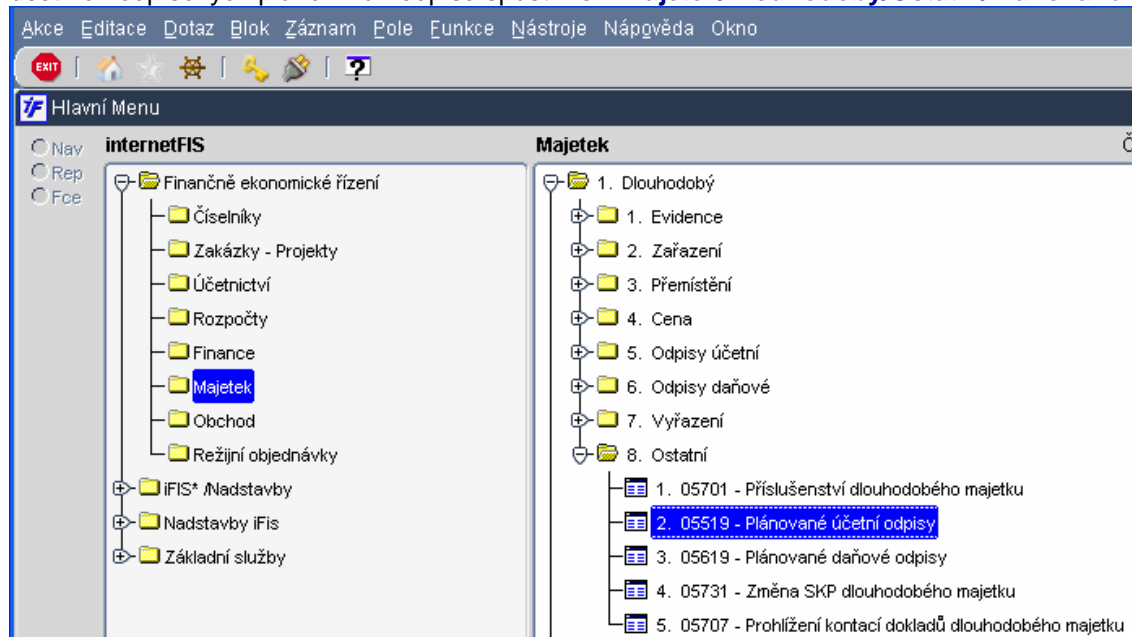 Akce Editace Dotaz Blok Záznam Pole Funkce Nástroje Nápověda Okno
EXIT
Hlavní Menu
Nav
Rep
Fce
internetFIS
Finančně ekonomické řízení
Číselníky
Zakázky - Projekty
Účetnictví
Rozpočty
Finance
Majetek
Obchod
Režijní objednávky
iFIS* /Nadstavby
Nadstavby iFis
Základní služby
Majetek
1. Dlouhodobý
1. Evidence
2. Zařazení
3. Přemístění
4. Cena
5. Odpisy účetní
6. Odpisy daňové
7. Vyřazení
8. Ostatní
1. 05701 - Příslušenství dlouhodobého majetku
2. 05519 - Plánované účetní odpisy
3. 05619 - Plánované daňové odpisy
4. 05731 - Změna SKP dlouhodobého majetku
5. 05707 - Prohlížení kontací dokladů dlouhodobého majetku